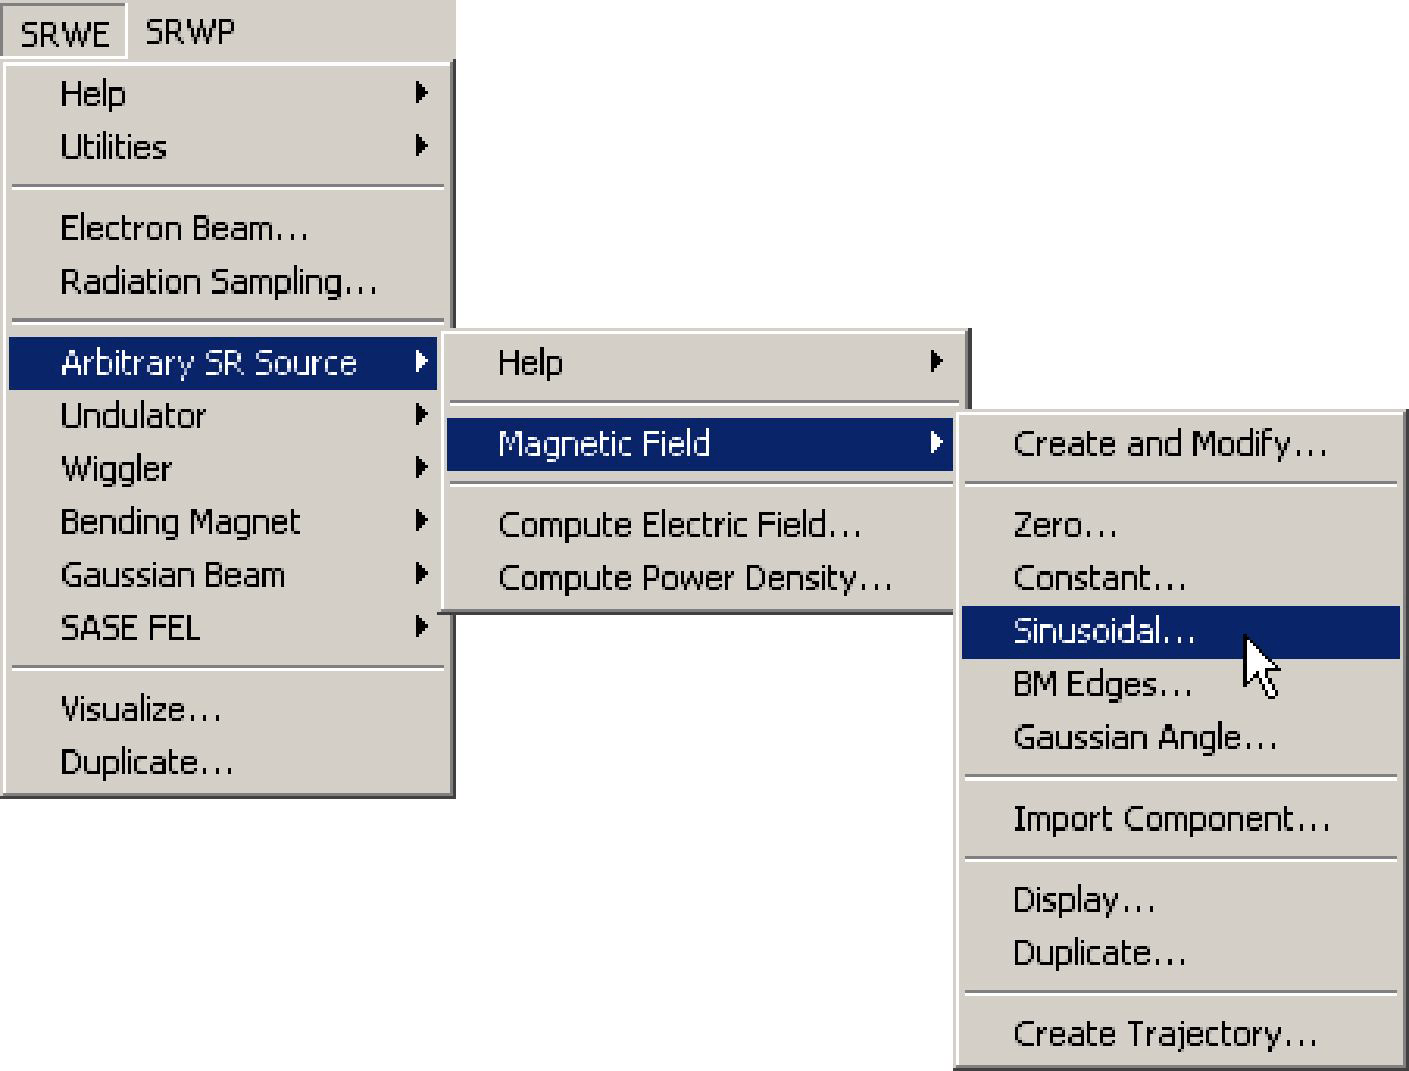 SRWE SRWP
Help
Utilities
Electron Beam...
Radiation Sampling...
Arbitrary SR Source
Undulator
Wiggler
Bending Magnet
Gaussian Beam
SASE FEL
Visualize...
Duplicate...
Help
Magnetic Field
Compute Electric Field...
Compute Power Density...
Create and Modify...
Zero...
Constant...
Sinusoidal...
BM Edges...
Gaussian Angle...
Import Component...
Display...
Duplicate...
Create Trajectory...